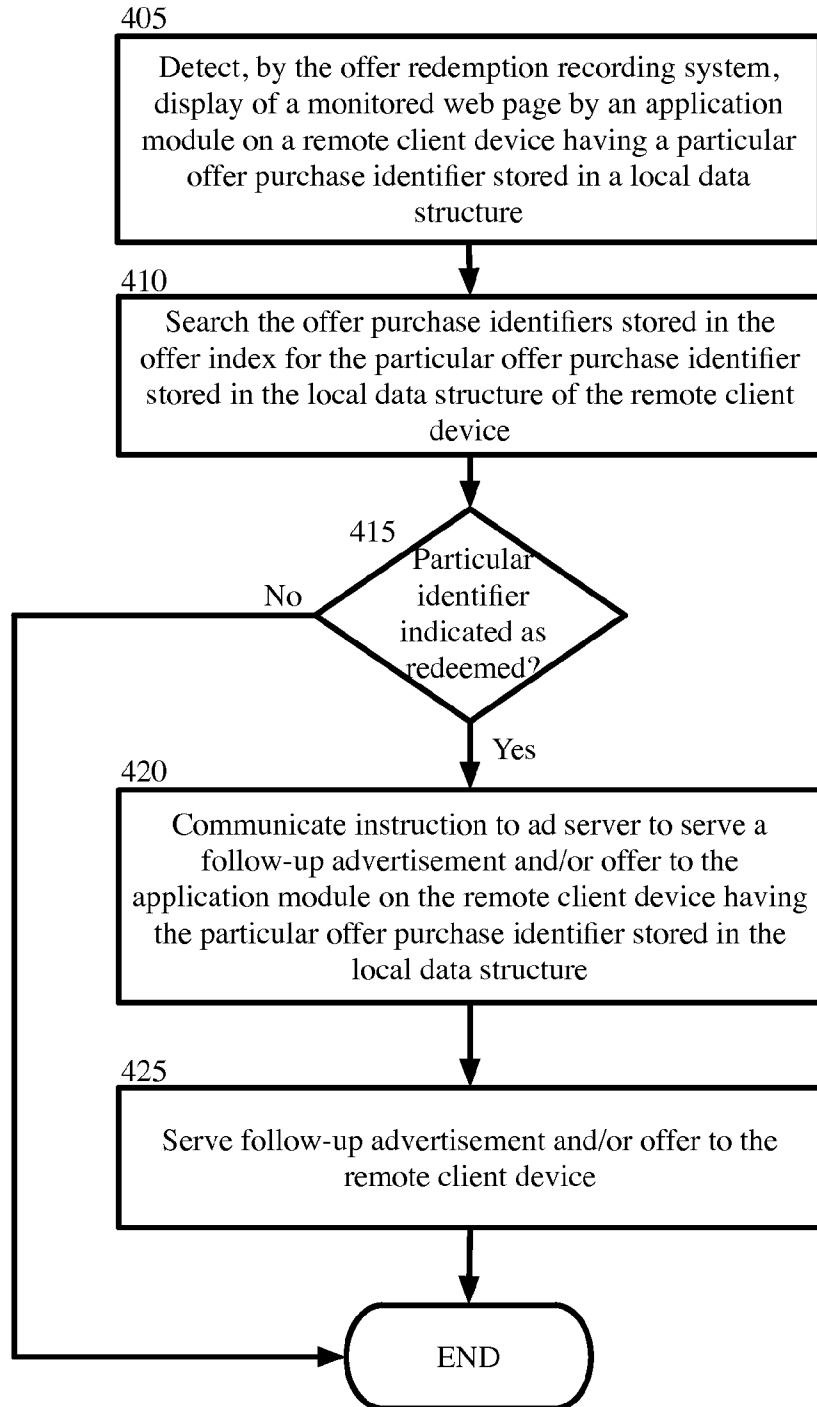 405
Detect, by the offer redemption recording system,
display of a monitored web page by an application
module on a remote client device having a particular
offer purchase identifier stored in a local data
structure
410
Search the offer purchase identifiers stored in the
offer index for the particular offer purchase identifier
stored in the local data structure of the remote client
device
415
Particular
identifier
indicated as
redeemed?
No
Yes
420
Communicate instruction to ad server to serve a
follow-up advertisement and/or offer to the
application module on the remote client device having
the particular offer purchase identifier stored in the
local data structure
425
Serve follow-up advertisement and/or offer to the
remote client device
END